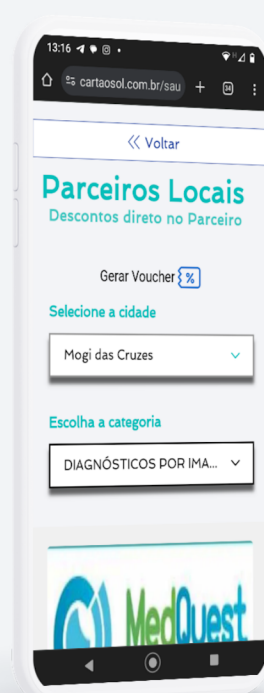 13:16
cartaosol.com.br/sau
34
Voltar
Parceiros Locais
Descontos direto no Parceiro
Gerar Voucher %
Selecione a cidade
Mogi das Cruzes
Escolha a categoria
DIAGNÓSTICOS POR IMA...
MedQuest